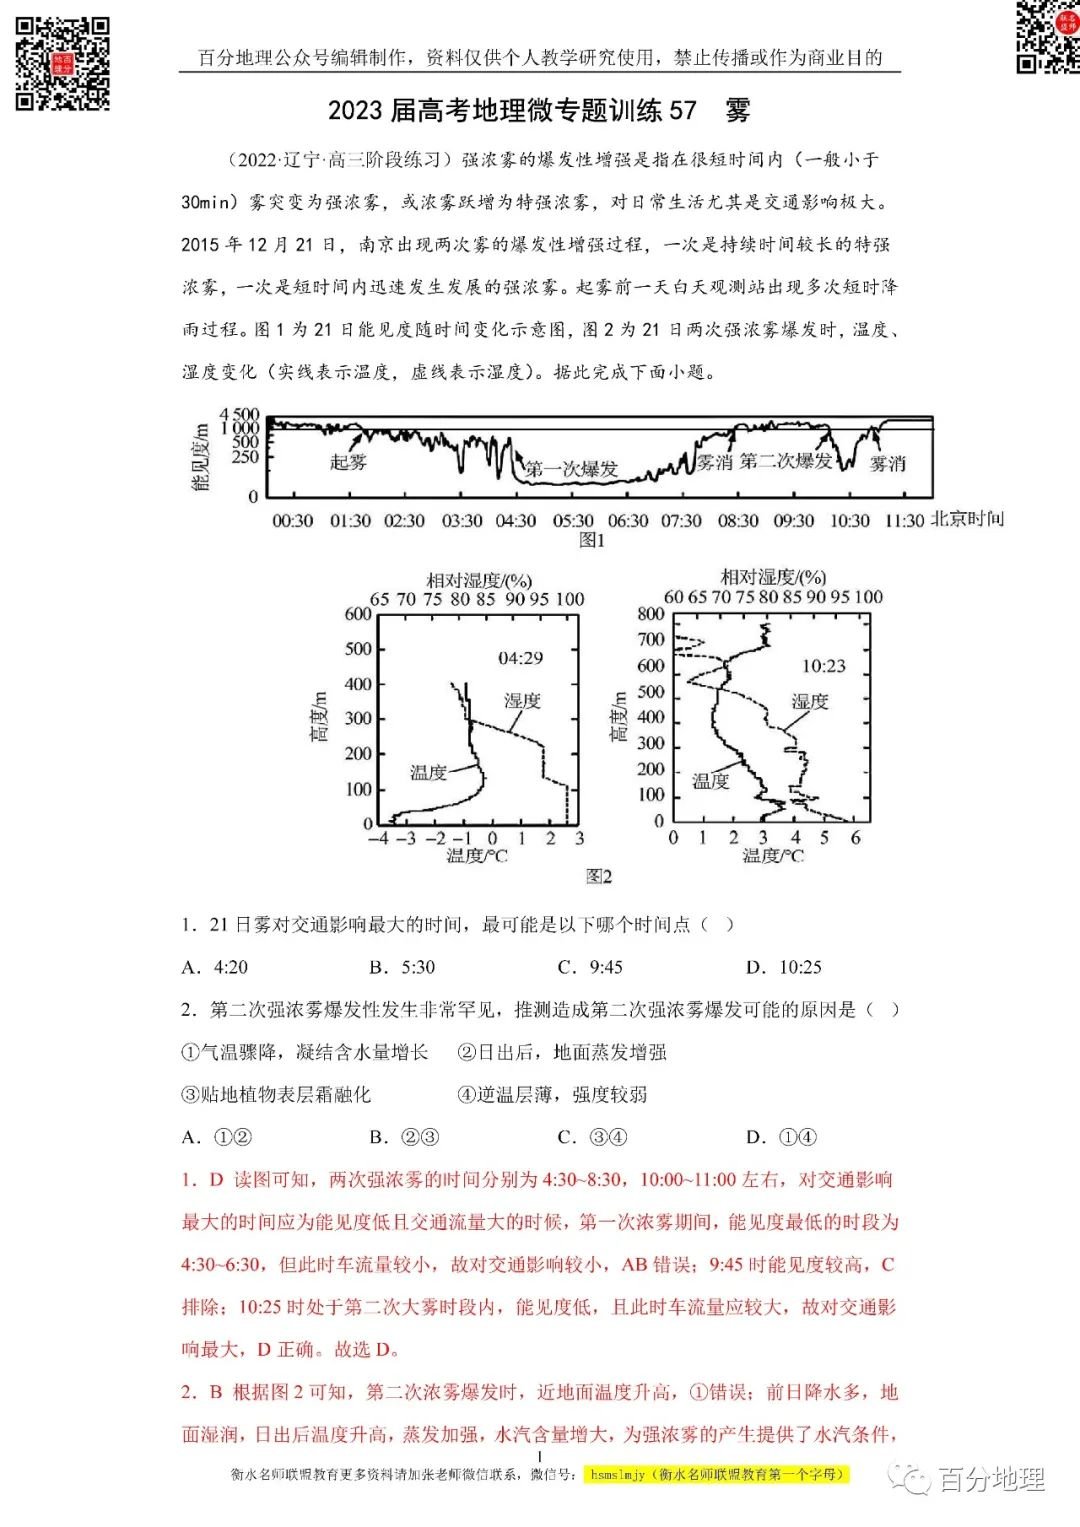 百分地理公众号编辑制作，资料仅供个人教学研究使用，禁止传播或作为商业目的
2023 届高考地理微专题训练 57 雾
（2022·辽宁·高三阶段练习）强浓雾的爆发性增强是指在很短时间内（一般小于
30min）雾突变为强浓雾，或浓雾跃增为特强浓雾，对日常生活尤其是交通影响极大。
2015 年 12 月 21 日，南京出现两次雾的爆发性增强过程，一次是持续时间较长的特强
浓雾，一次是短时间内迅速发生发展的强浓雾。起雾前一天白天观测站出现多次短时降
雨过程。图 1 为 21 日能见度随时间变化示意图，图 2 为 21 日两次强浓雾爆发时，温度、
湿度变化（实线表示温度，虚线表示湿度）。据此完成下面小题。
能见度/m
4 500
1 000
500
250
0
起雾
第一次爆发
雾消
第二次爆发
雾消
00:30 01:30 02:30 03:30 04:30 05:30 06:30 07:30 08:30 09:30 10:30 11:30 北京时间
图1
相对湿度/(%)
65 70 75 80 85 90 95 100
高度/m
600
500
400
300
200
100
0
04:29
湿度
温度
-4 -3 -2 -1 0 1 2 3
温度/℃
相对湿度/(%)
60 65 70 75 80 85 90 95 100
高度/m
800
700
600
500
400
300
200
100
0
10:23
湿度
温度
0 1 2 3 4 5 6
温度/℃
图2
1．21 日雾对交通影响最大的时间，最可能是以下哪个时间点（ ）
A．4:20 B．5:30 C．9:45 D．10:25
2．第二次强浓雾爆发性发生非常罕见，推测造成第二次强浓雾爆发可能的原因是（ ）
①气温骤降，凝结含水量增长 ②日出后，地面蒸发增强
③贴地植物表层霜融化 ④逆温层薄，强度较弱
A．①② B．②③ C．③④ D．①④
1．D 读图可知，两次强浓雾的时间分别为 4:30~8:30，10:00~11:00 左右，对交通影响
最大的时间应为能见度低且交通流量大的时候，第一次浓雾期间，能见度最低的时段为
4:30~6:30，但此时车流量较小，故对交通影响较小，AB 错误；9:45 时能见度较高，C
排除；10:25 时处于第二次大雾时段内，能见度低，且此时车流量应较大，故对交通影
响最大，D 正确。故选 D。
2．B 根据图 2 可知，第二次浓雾爆发时，近地面温度升高，①错误；前日降水多，地
面湿润，日出后温度升高，蒸发加强，水汽含量增大，为强浓雾的产生提供了水汽条件，
1
衡水名师联盟教育更多资料请加张老师微信联系，微信号：hsmslmjy（衡水名师联盟教育第一个字母）
百分地理